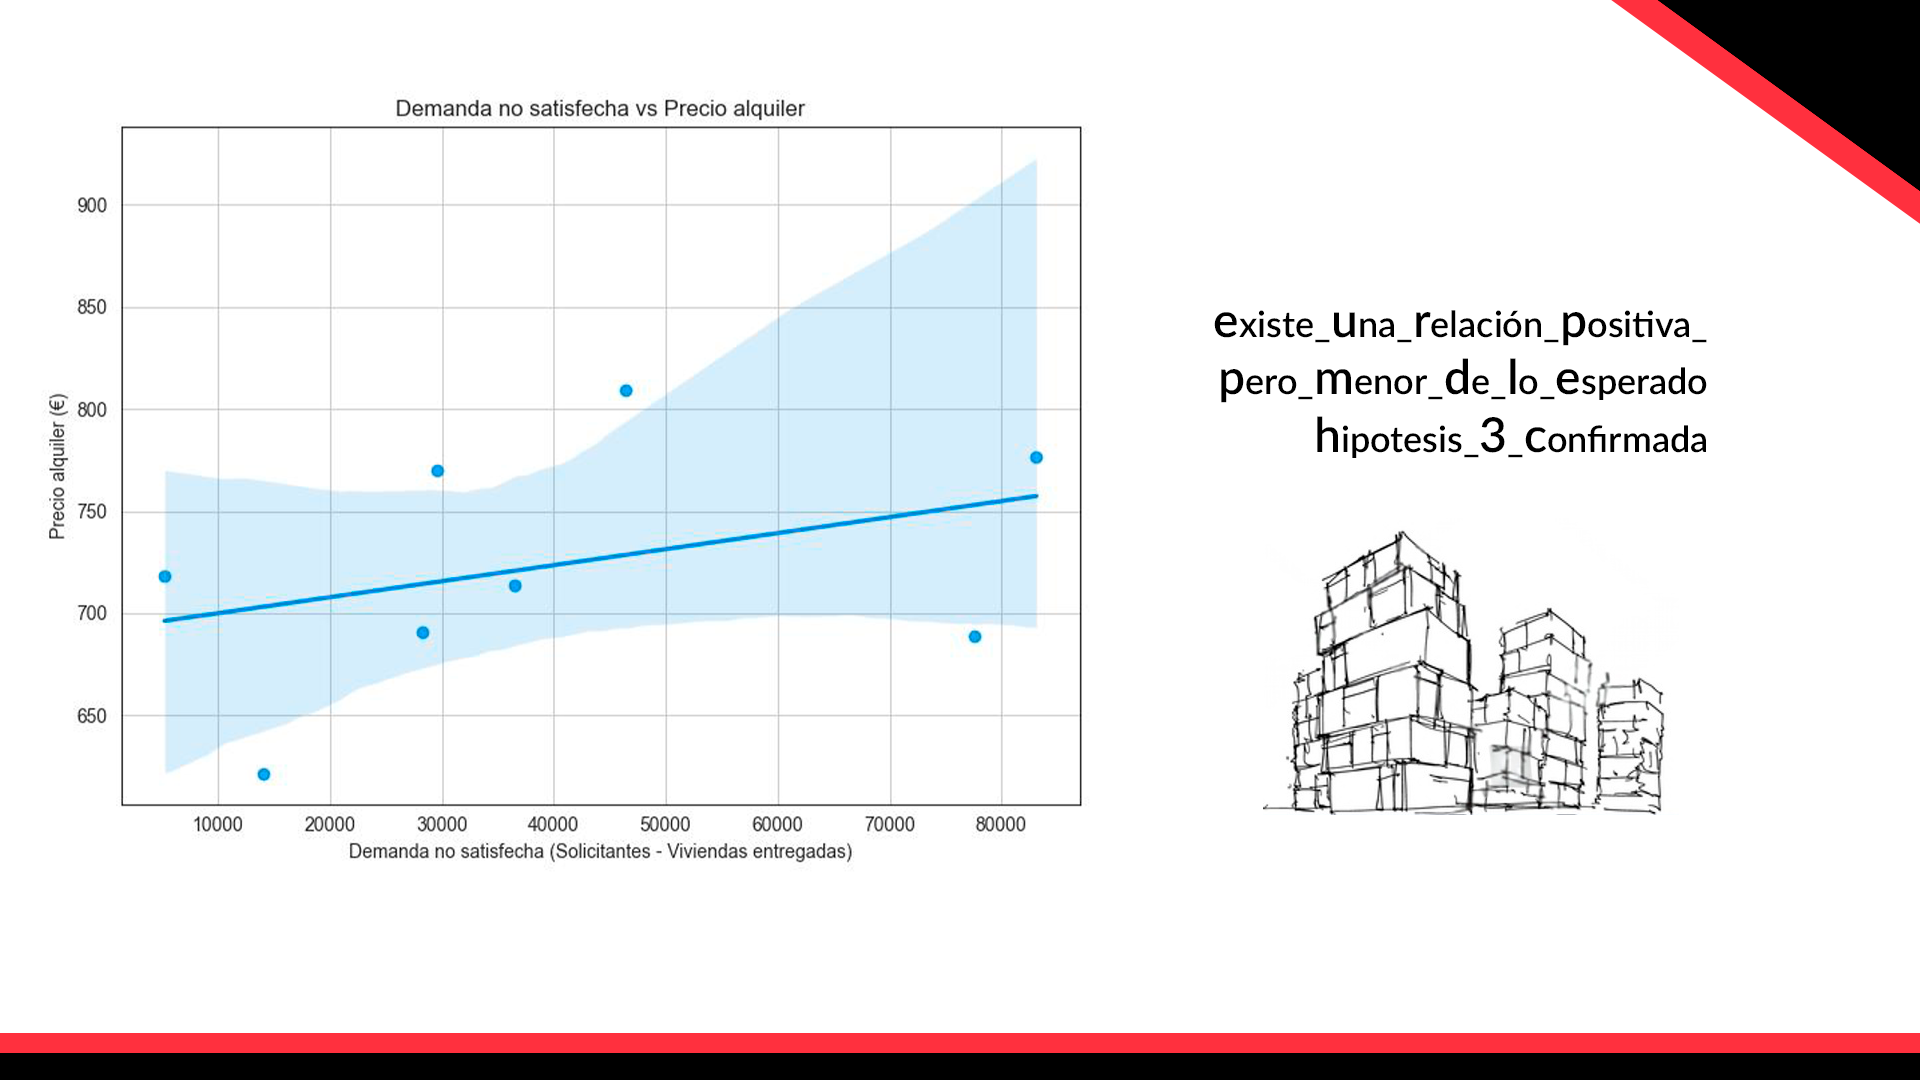 Demanda no satisfecha vs Precio alquiler
900
850
800
750
700
650
Precio alquiler (€)
10000 20000 30000 40000 50000 60000 70000 80000
Demanda no satisfecha (Solicitantes - Viviendas entregadas)
existe_una_relación_positiva_
pero_menor_de_lo_esperado
hipotesis_3_confirmada